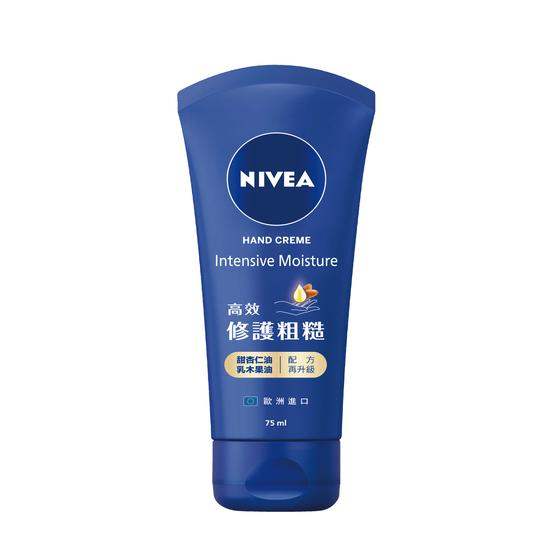 NIVEA
HAND CREME
Intensive Moisture
高效
修護粗糙
甜杏仁油 配方
乳木果油 再升級
歐洲進口
75 ml